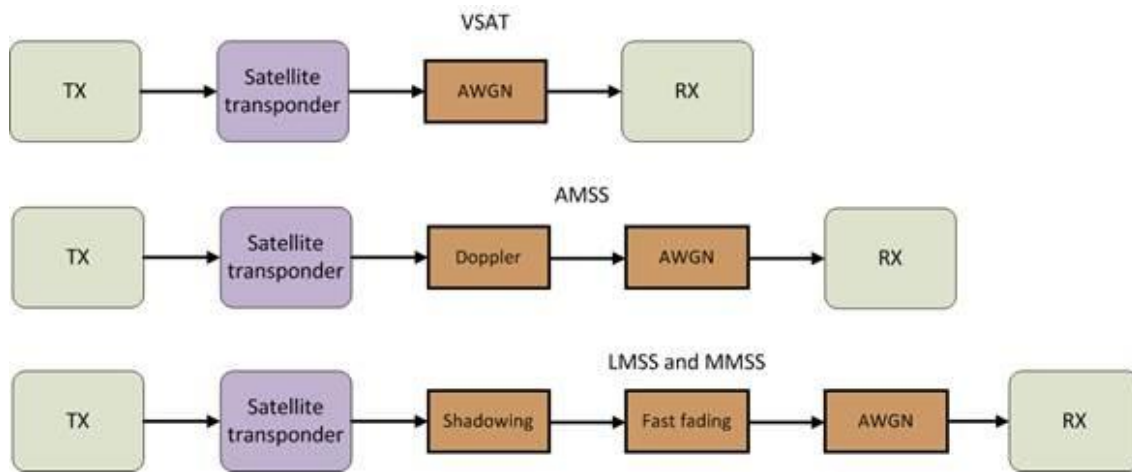 VSAT
TX
Satellite
transponder
AWGN
RX
AMSS
TX
Satellite
transponder
Doppler
AWGN
RX
LMSS and MMSS
TX
Satellite
transponder
Shadowing
Fast fading
AWGN
RX